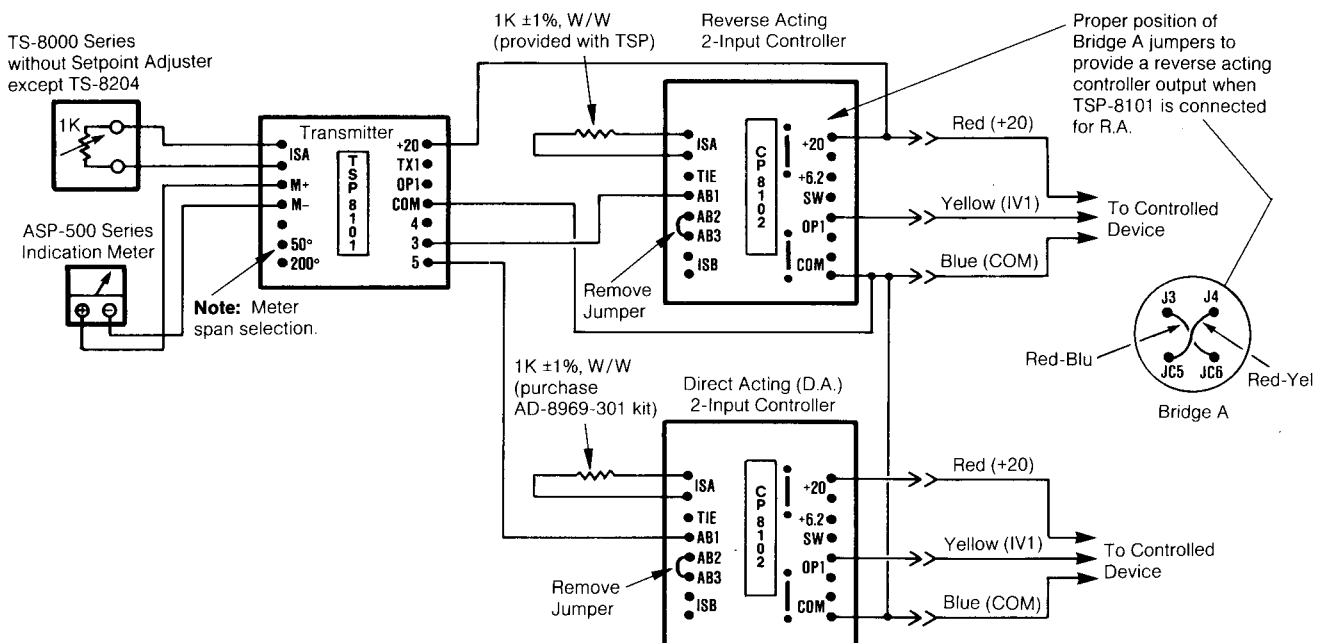 TS-8000 Series
without Setpoint Adjuster
except TS-8204
1K
ASP-500 Series
Indication Meter
Transmitter
TSP8101
ISA
M+
M-
50°
200°
+20
TX1
OP1
COM
4
3
5
Note: Meter
span selection.
1K ±1%, W/W
(provided with TSP)
Reverse Acting
2-Input Controller
CP8102
ISA
TIE
AB1
AB2
AB3
ISB
+20
+6.2
SW
OP1
COM
Remove
Jumper
Red (+20)
Yellow (IV1)
Blue (COM)
To Controlled
Device
Proper position of
Bridge A jumpers to
provide a reverse acting
controller output when
TSP-8101 is connected
for R.A.
J3 J4
JC5 JC6
Red-Blu
Red-Yel
Bridge A
1K ±1%, W/W
(purchase
AD-8969-301 kit)
Direct Acting (D.A.)
2-Input Controller
CP8102
ISA
TIE
AB1
AB2
AB3
ISB
+20
+6.2
SW
OP1
COM
Remove
Jumper
Red (+20)
Yellow (IV1)
Blue (COM)
To Controlled
Device